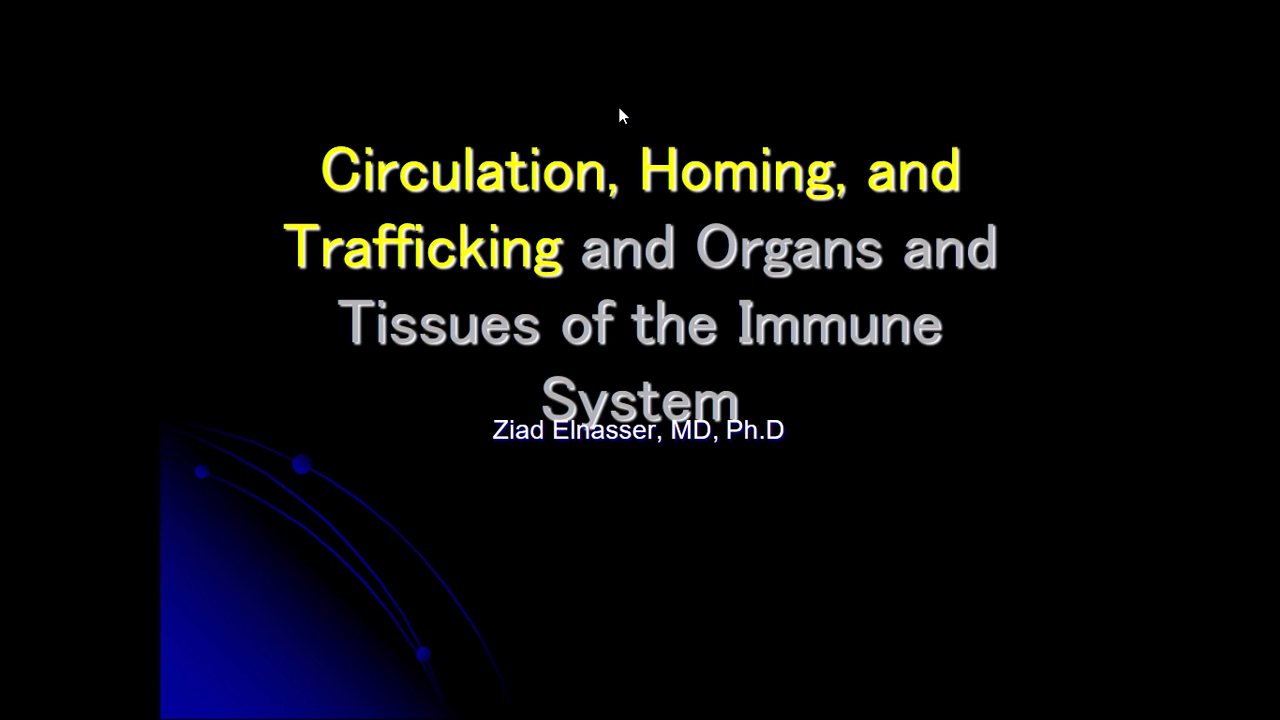 Circulation, Homing, and
Trafficking and Organs and
Tissues of the Immune
System
Ziad Elnasser, MD, Ph.D